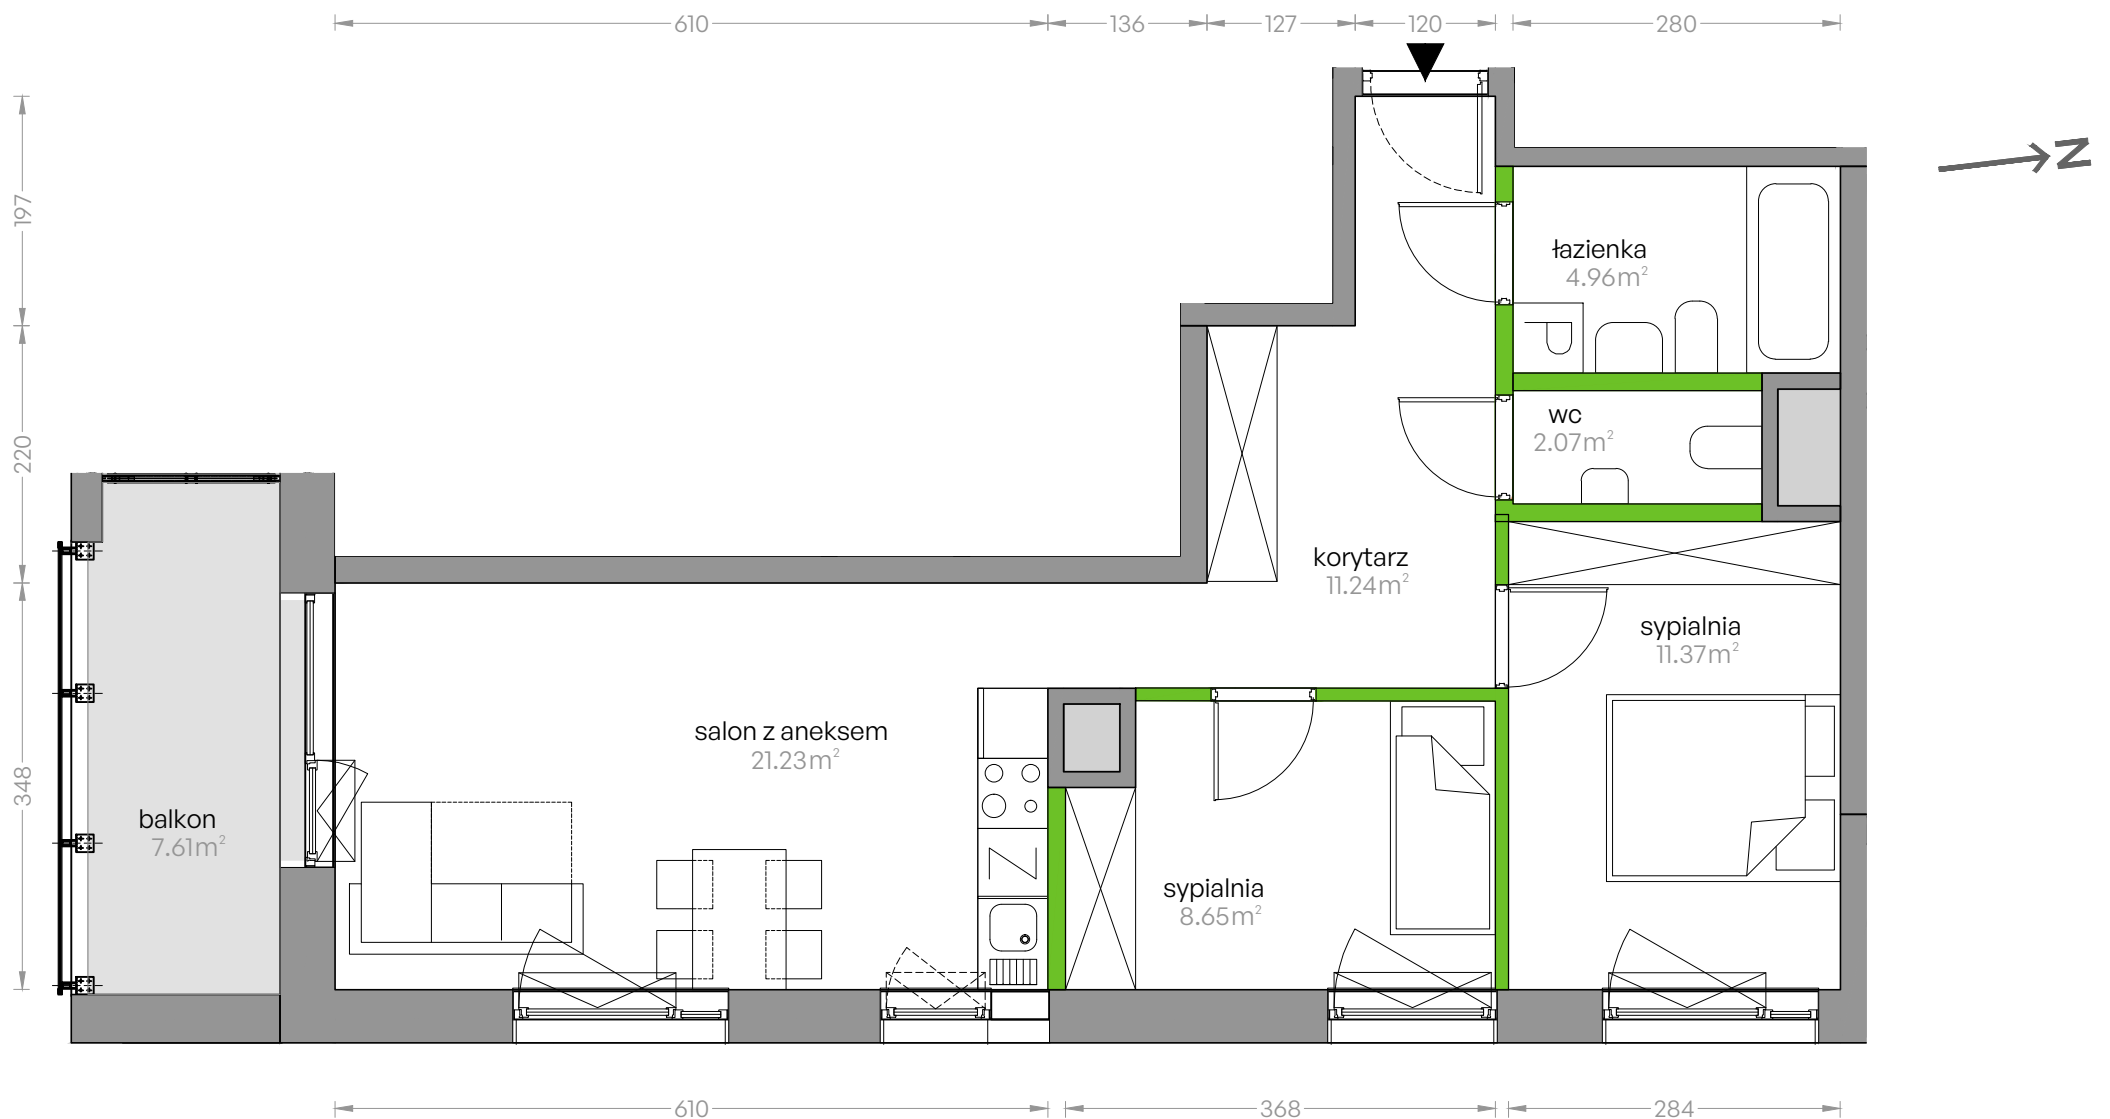 610
136
127
120
280
N
197
220
348
łazienka
4.96m²
wc
2.07m²
korytarz
11.24m²
sypialnia
11.37m²
salon z aneksem
21.23m²
balkon
7.61m²
sypialnia
8.65m²
610
368
284